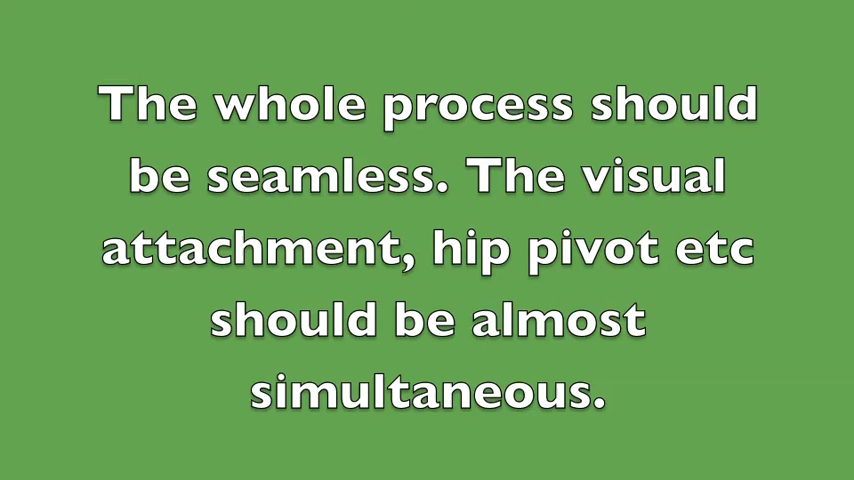 The whole process should
be seamless. The visual
attachment, hip pivot etc
should be almost
simultaneous.